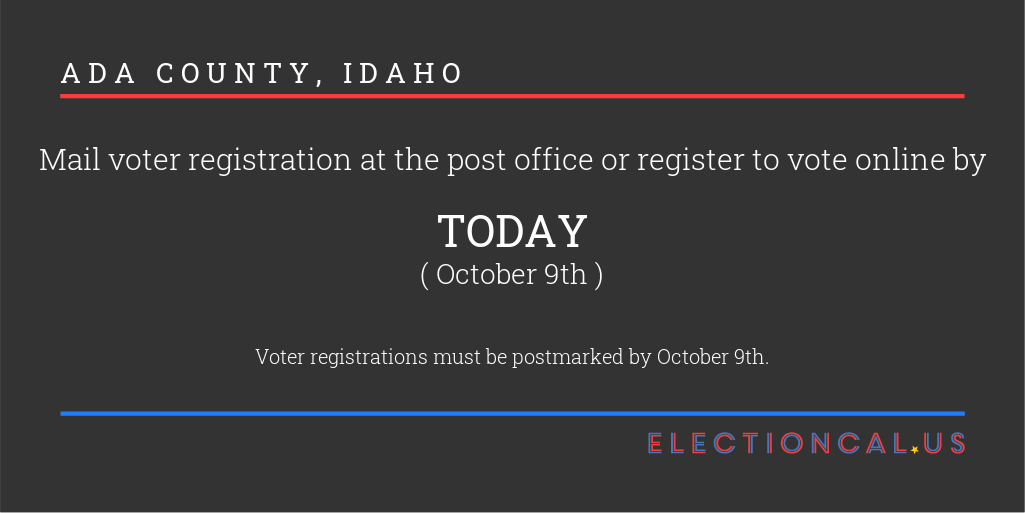 ADA COUNTY, IDAHO
Mail voter registration at the post office or register to vote online by
TODAY
( October 9th )
Voter registrations must be postmarked by October 9th.
ELECTIONCAL.US